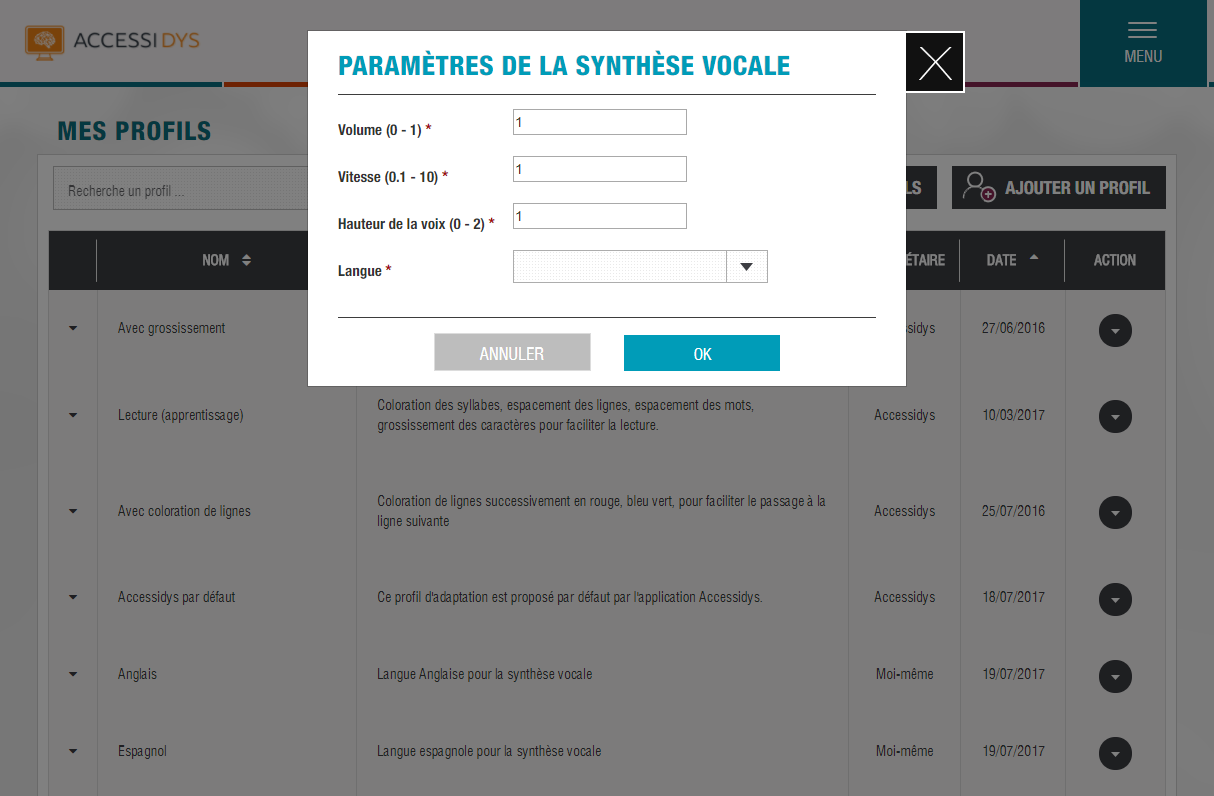 ACCESSIDYS
MENU
PARAMÈTRES DE LA SYNTHÈSE VOCALE
Volume (0 - 1) *
1
Vitesse (0.1 - 10) *
1
Hauteur de la voix (0 - 2) *
1
Langue *
ANNULER
OK
MES PROFILS
Recherche un profil ...
AJOUTER UN PROFIL
NOM
DATE
ACTION
Avec grossissement
27/06/2016
Lecture (apprentissage)
Coloration des syllabes, espacement des lignes, espacement des mots,
grossissement des caractères pour faciliter la lecture.
Accessidys
10/03/2017
Avec coloration de lignes
Coloration de lignes successivement en rouge, bleu vert, pour faciliter le passage à la
ligne suivante
Accessidys
25/07/2016
Accessidys par défaut
Ce profil d'adaptation est proposé par défaut par l'application Accessidys.
Accessidys
18/07/2017
Anglais
Langue Anglaise pour la synthèse vocale
Moi-même
19/07/2017
Espagnol
Langue espagnole pour la synthèse vocale
Moi-même
19/07/2017